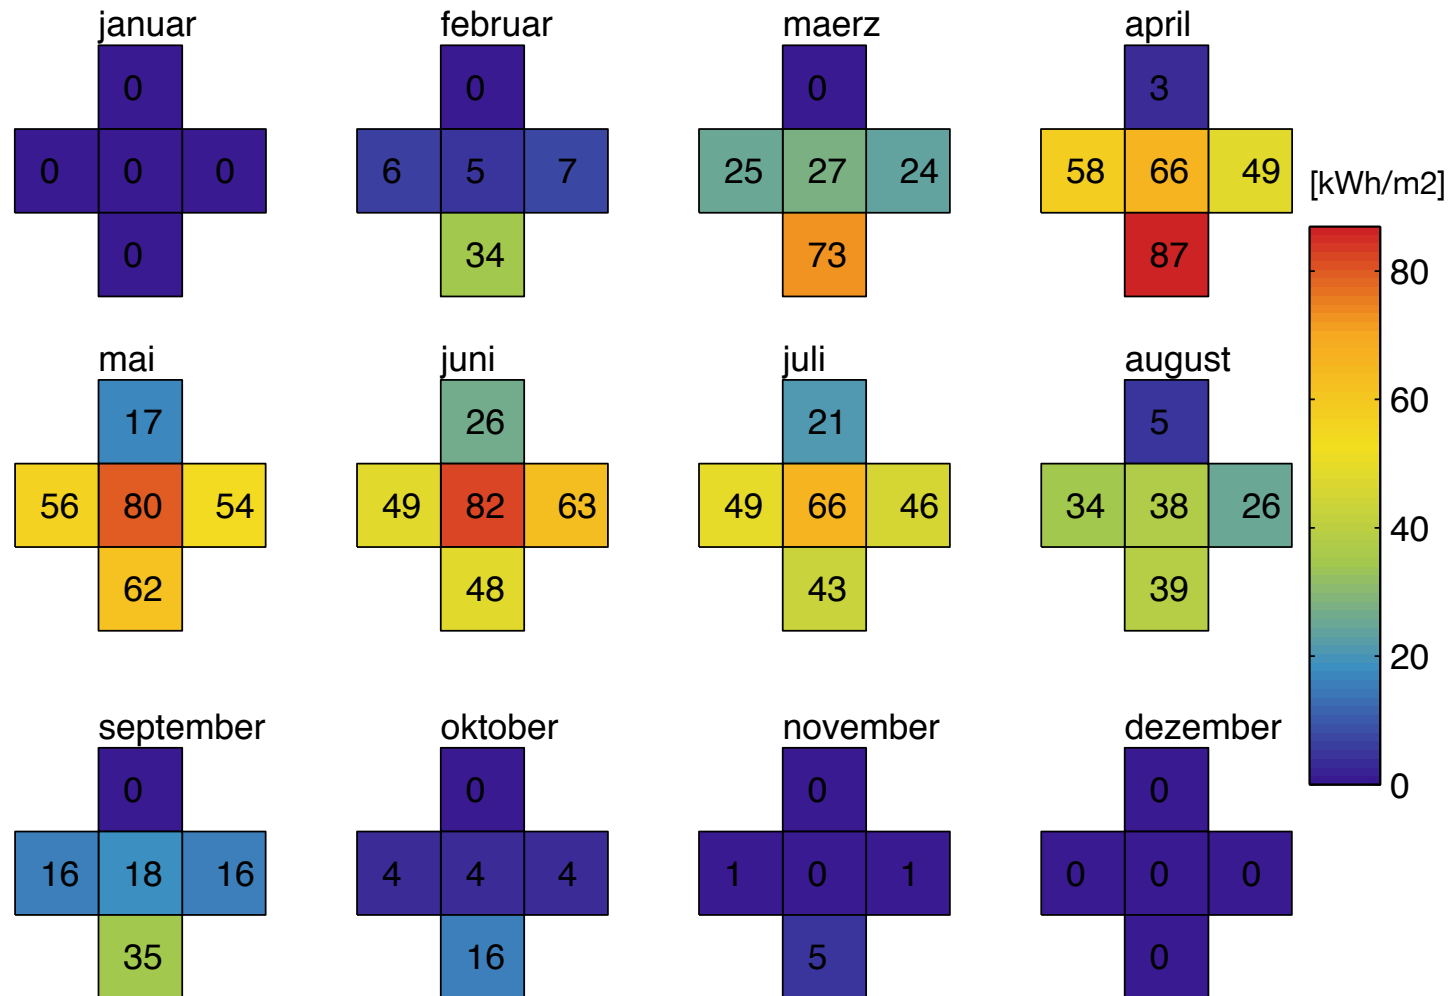 januar februar maerz april
0 0 0 3
0 0 0 6 5 7 25 27 24 58 66 49
[kWh/m2]
0 34 73 87
80
mai juni juli august
60
17 26 21 5
56 80 54 49 82 63 49 66 46 34 38 26
40
62 48 43 39
20
september oktober november dezember
0
0 0 0 0
16 18 16 4 4 4 1 0 1 0 0 0
35 16 5 0